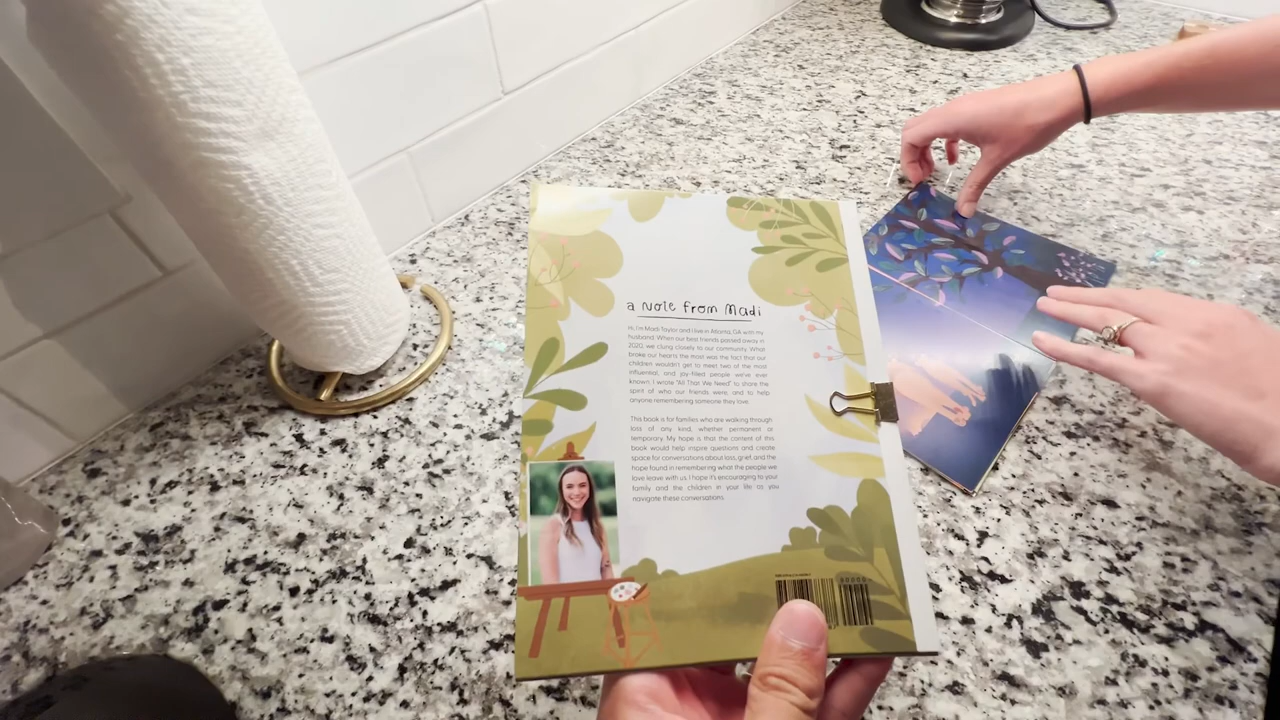 a Note from Madi
Hi, I'm Madi Taylor and I live in Atlanta, GA with my
husband. When our best friends passed away in
2020, we clung closely to our community. What
broke our hearts the most was the fact that our
children wouldn't get to meet two of the most
influential, and joy-filled people we've ever
known. I wrote "All That We Need" to share the
spirit of who our friends were, and to help
anyone remembering someone they love.
This book is for families who are walking through
loss of any kind, whether permanent or
temporary. My hope is that the content of this
book would help inspire questions and create
space for conversations about loss, grief, and the
hope found in remembering what the people we
love leave with us. I hope it's encouraging to your
family and the children in your life as you
navigate these conversations.